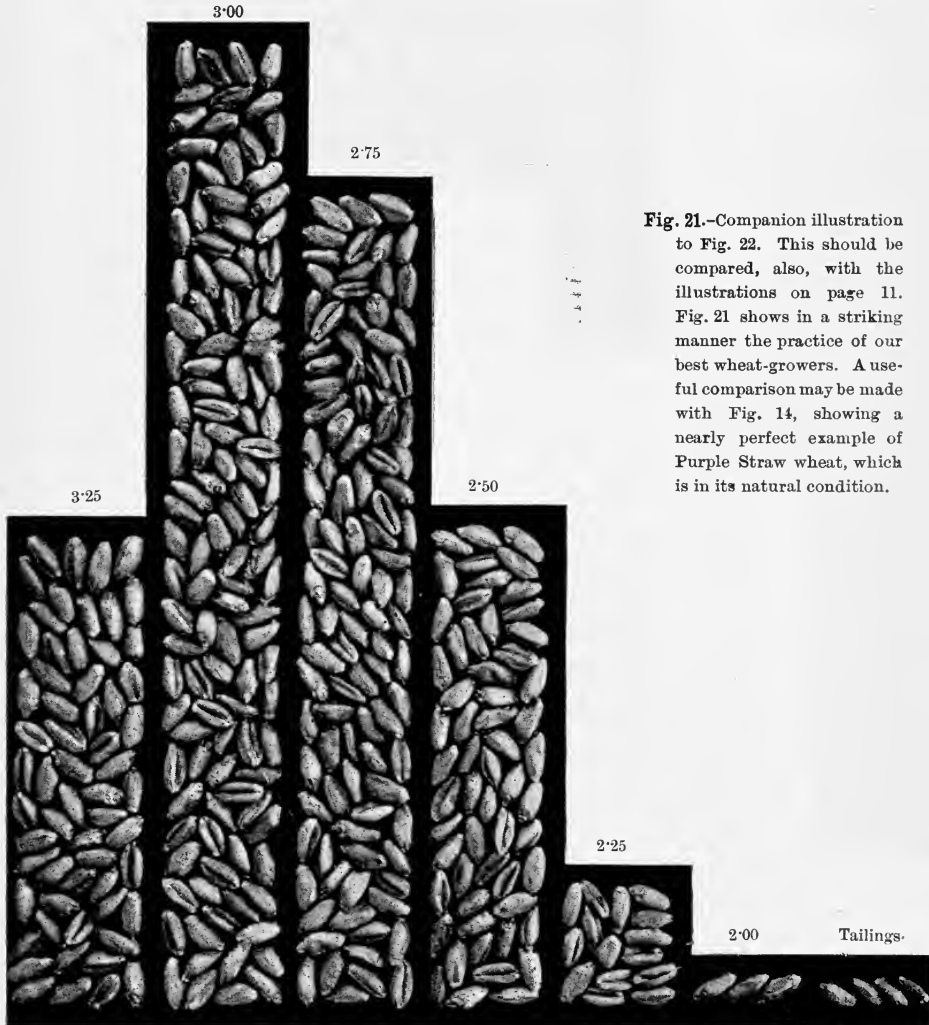 3·00
2·75
Fig. 21.-Companion illustration
to Fig. 22. This should be
compared, also, with the
illustrations on page 11.
Fig. 21 shows in a striking
manner the practice of our
best wheat-growers. A use-
ful comparison may be made
with Fig. 14, showing a
nearly perfect example of
Purple Straw wheat, which
is in its natural condition.
3·25
2·50
2·25
2·00
Tailings.